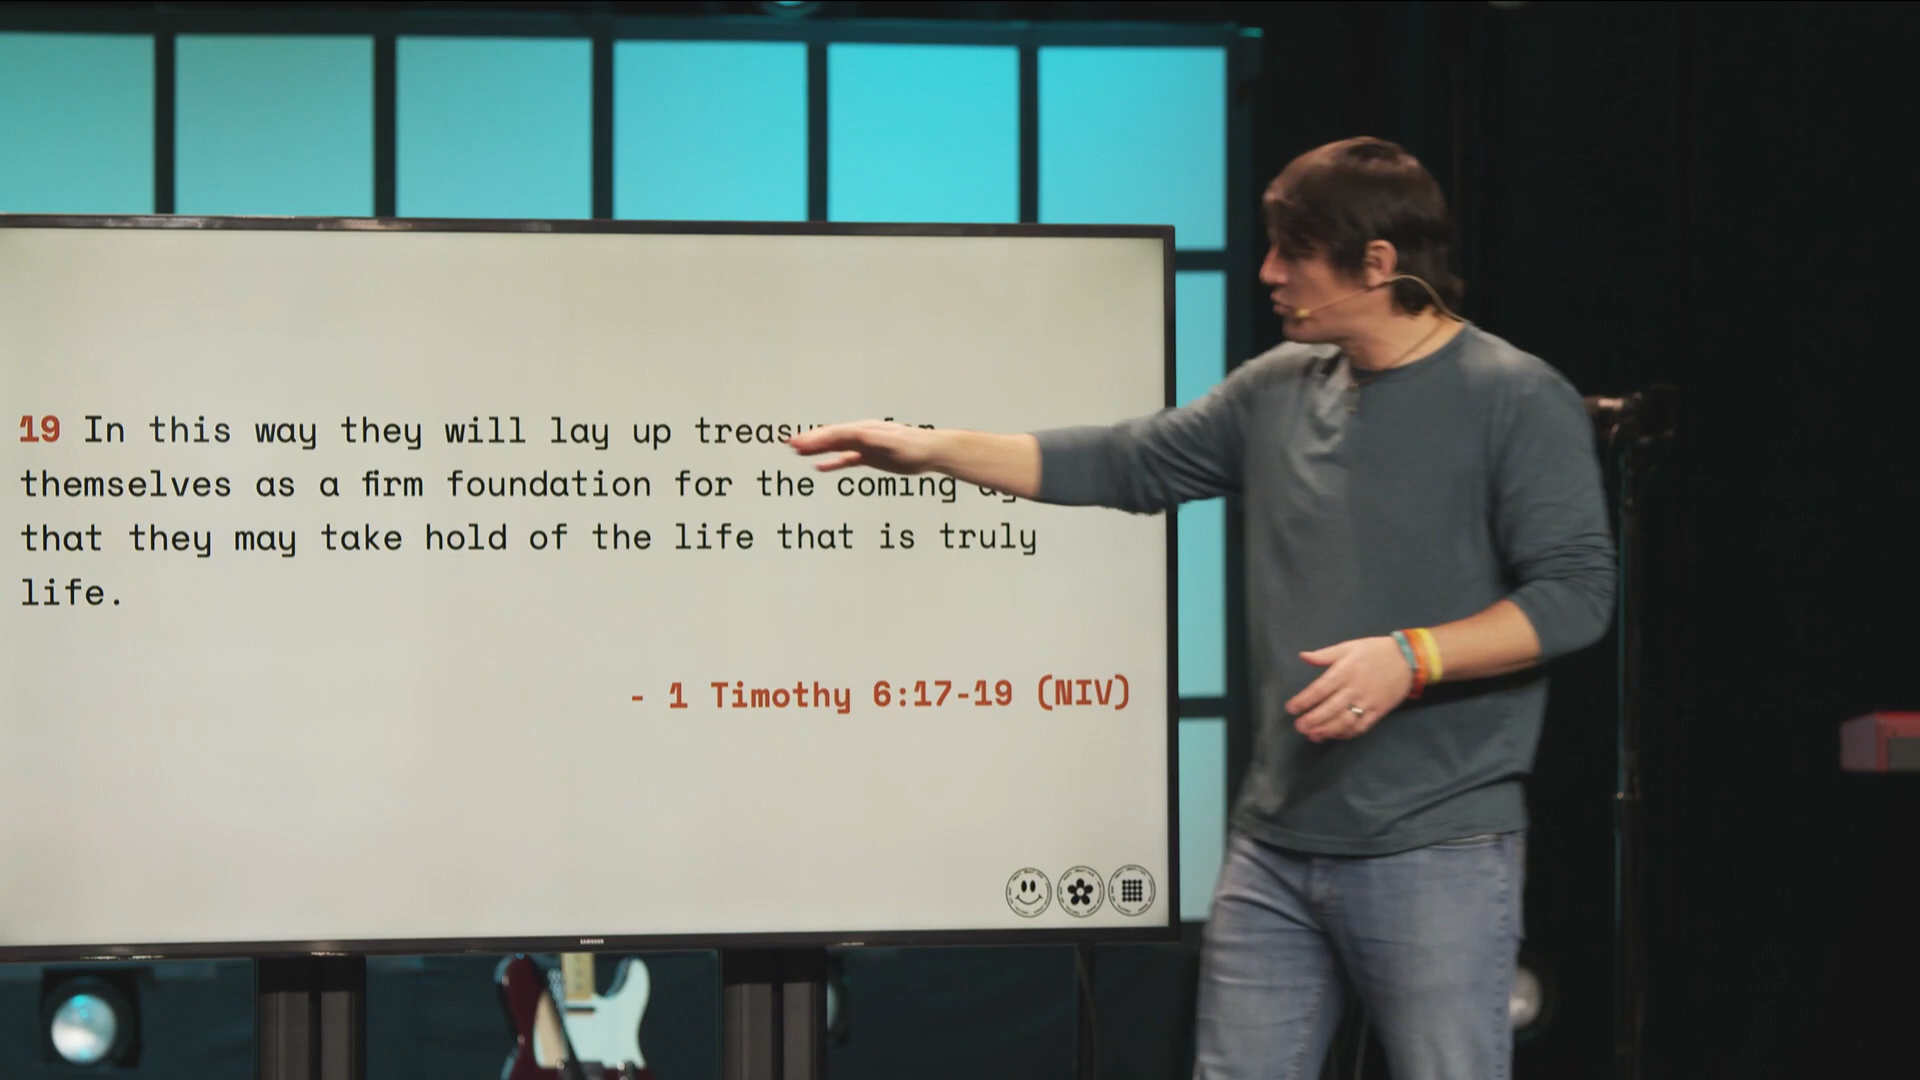 19 In this way they will lay up
themselves as a firm foundation for the coming
that they may take hold of the life that is truly
life.
- 1 Timothy 6:17-19 (NIV)
SAMSUNG